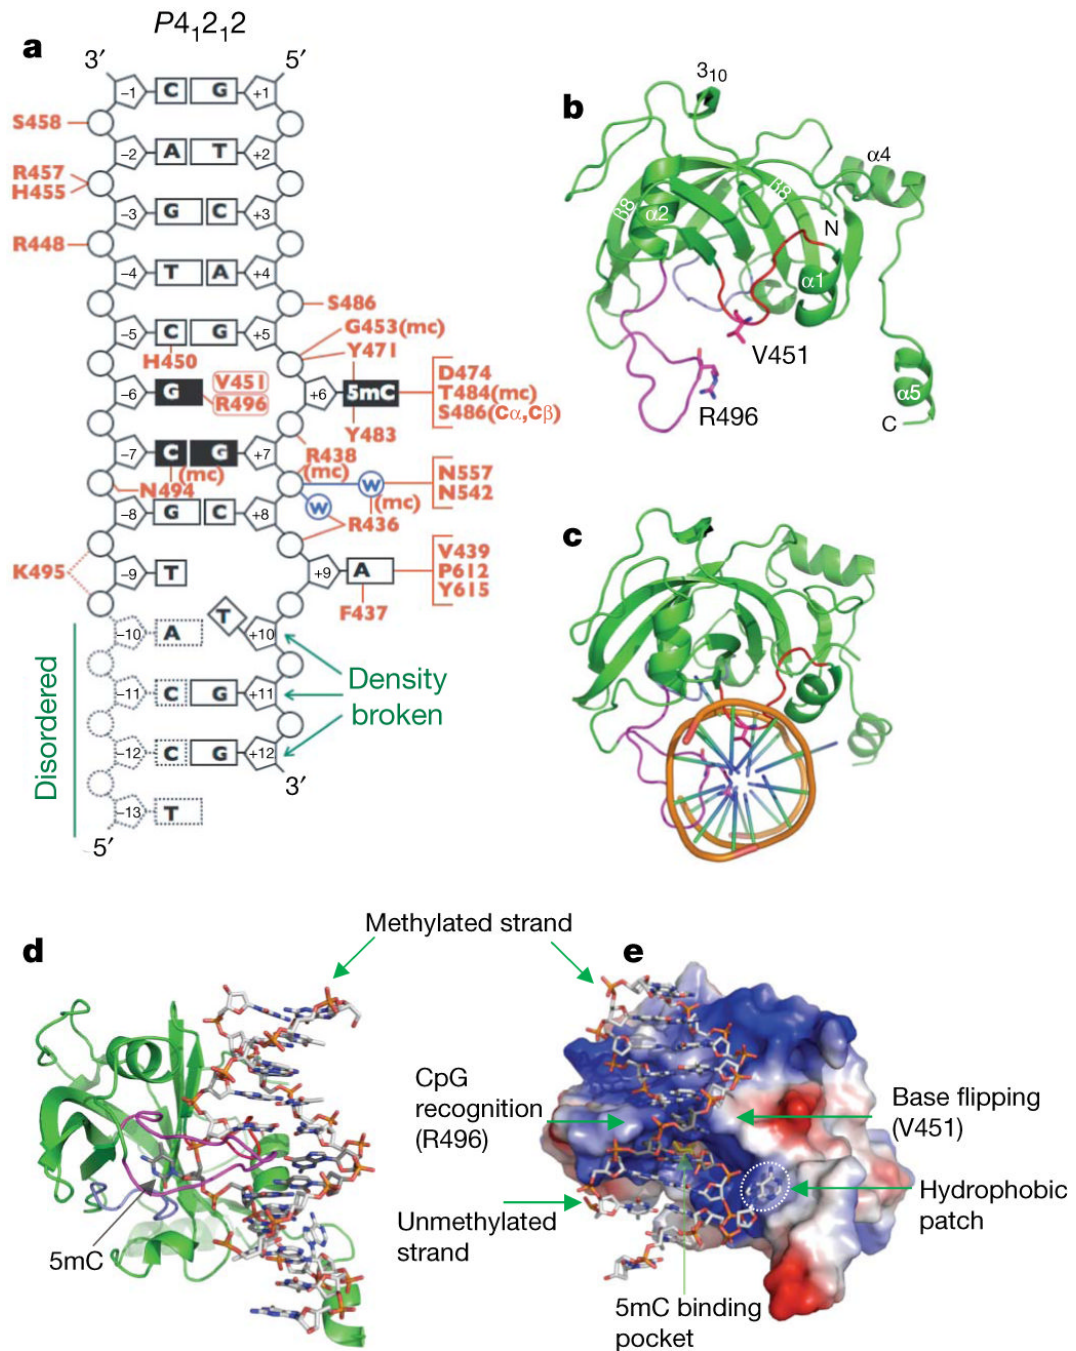 P4₁2₁2
a
3′
5′
−1
C
G
+1
S458
−2
A
T
+2
R457
H455
−3
G
C
+3
R448
−4
T
A
+4
S486
−5
C
G
+5
G453(mc)
H450
Y471
−6
G
V451
R496
+6
5mC
D474
T484(mc)
S486(Cα,Cβ)
Y483
−7
C
G
+7
R438
(mc)
(mc)
N494
W
N557
N542
−8
G
C
+8
W
(mc)
R436
K495
−9
T
+9
A
V439
P612
Y615
F437
−10
A
T
+10
Disordered
−11
C
G
+11
Density
broken
−12
C
G
+12
3′
−13
T
5′
b
3₁₀
α4
β8
α2
β8
N
α1
V451
R496
α5
C
c
Methylated strand
d
5mC
e
CpG
recognition
(R496)
Base flipping
(V451)
Unmethylated
strand
Hydrophobic
patch
5mC binding
pocket